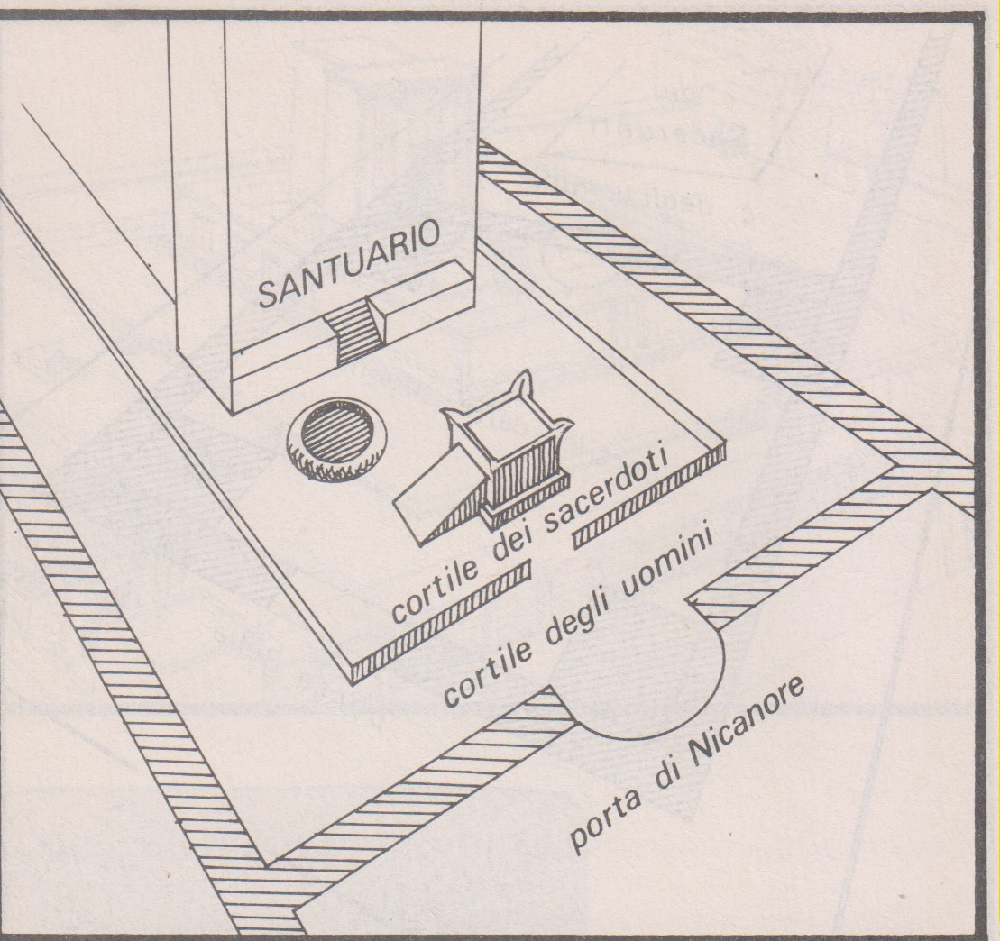 SANTUARIO
cortile dei sacerdoti
cortile degli uomini
porta di Nicanore